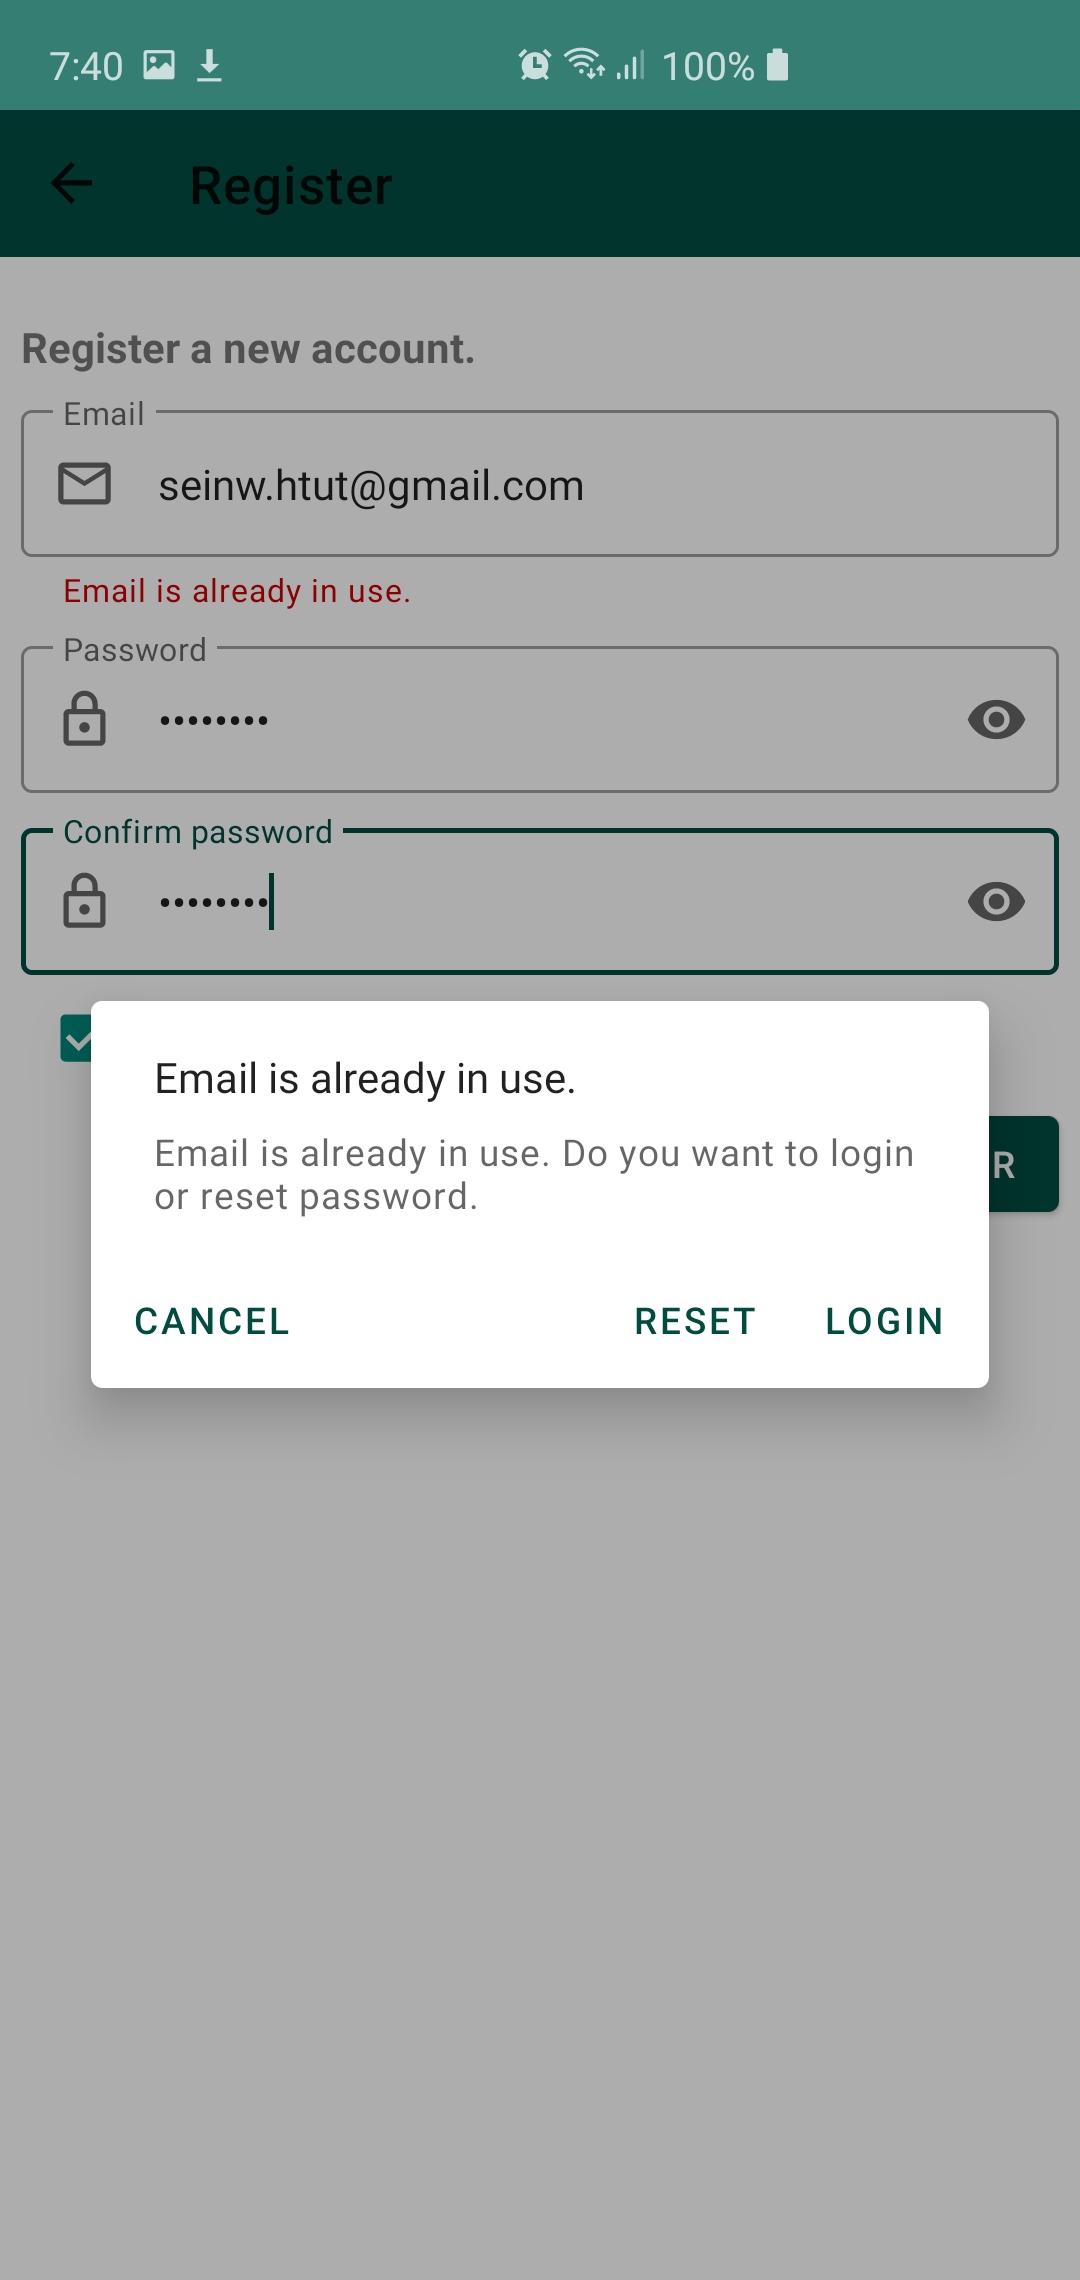 7:40 100%
Register
Register a new account.
Email
seinw.htut@gmail.com
Email is already in use.
Password
••••••••
Confirm password
••••••••
Email is already in use.
Email is already in use. Do you want to login
or reset password.
R
CANCEL RESET LOGIN